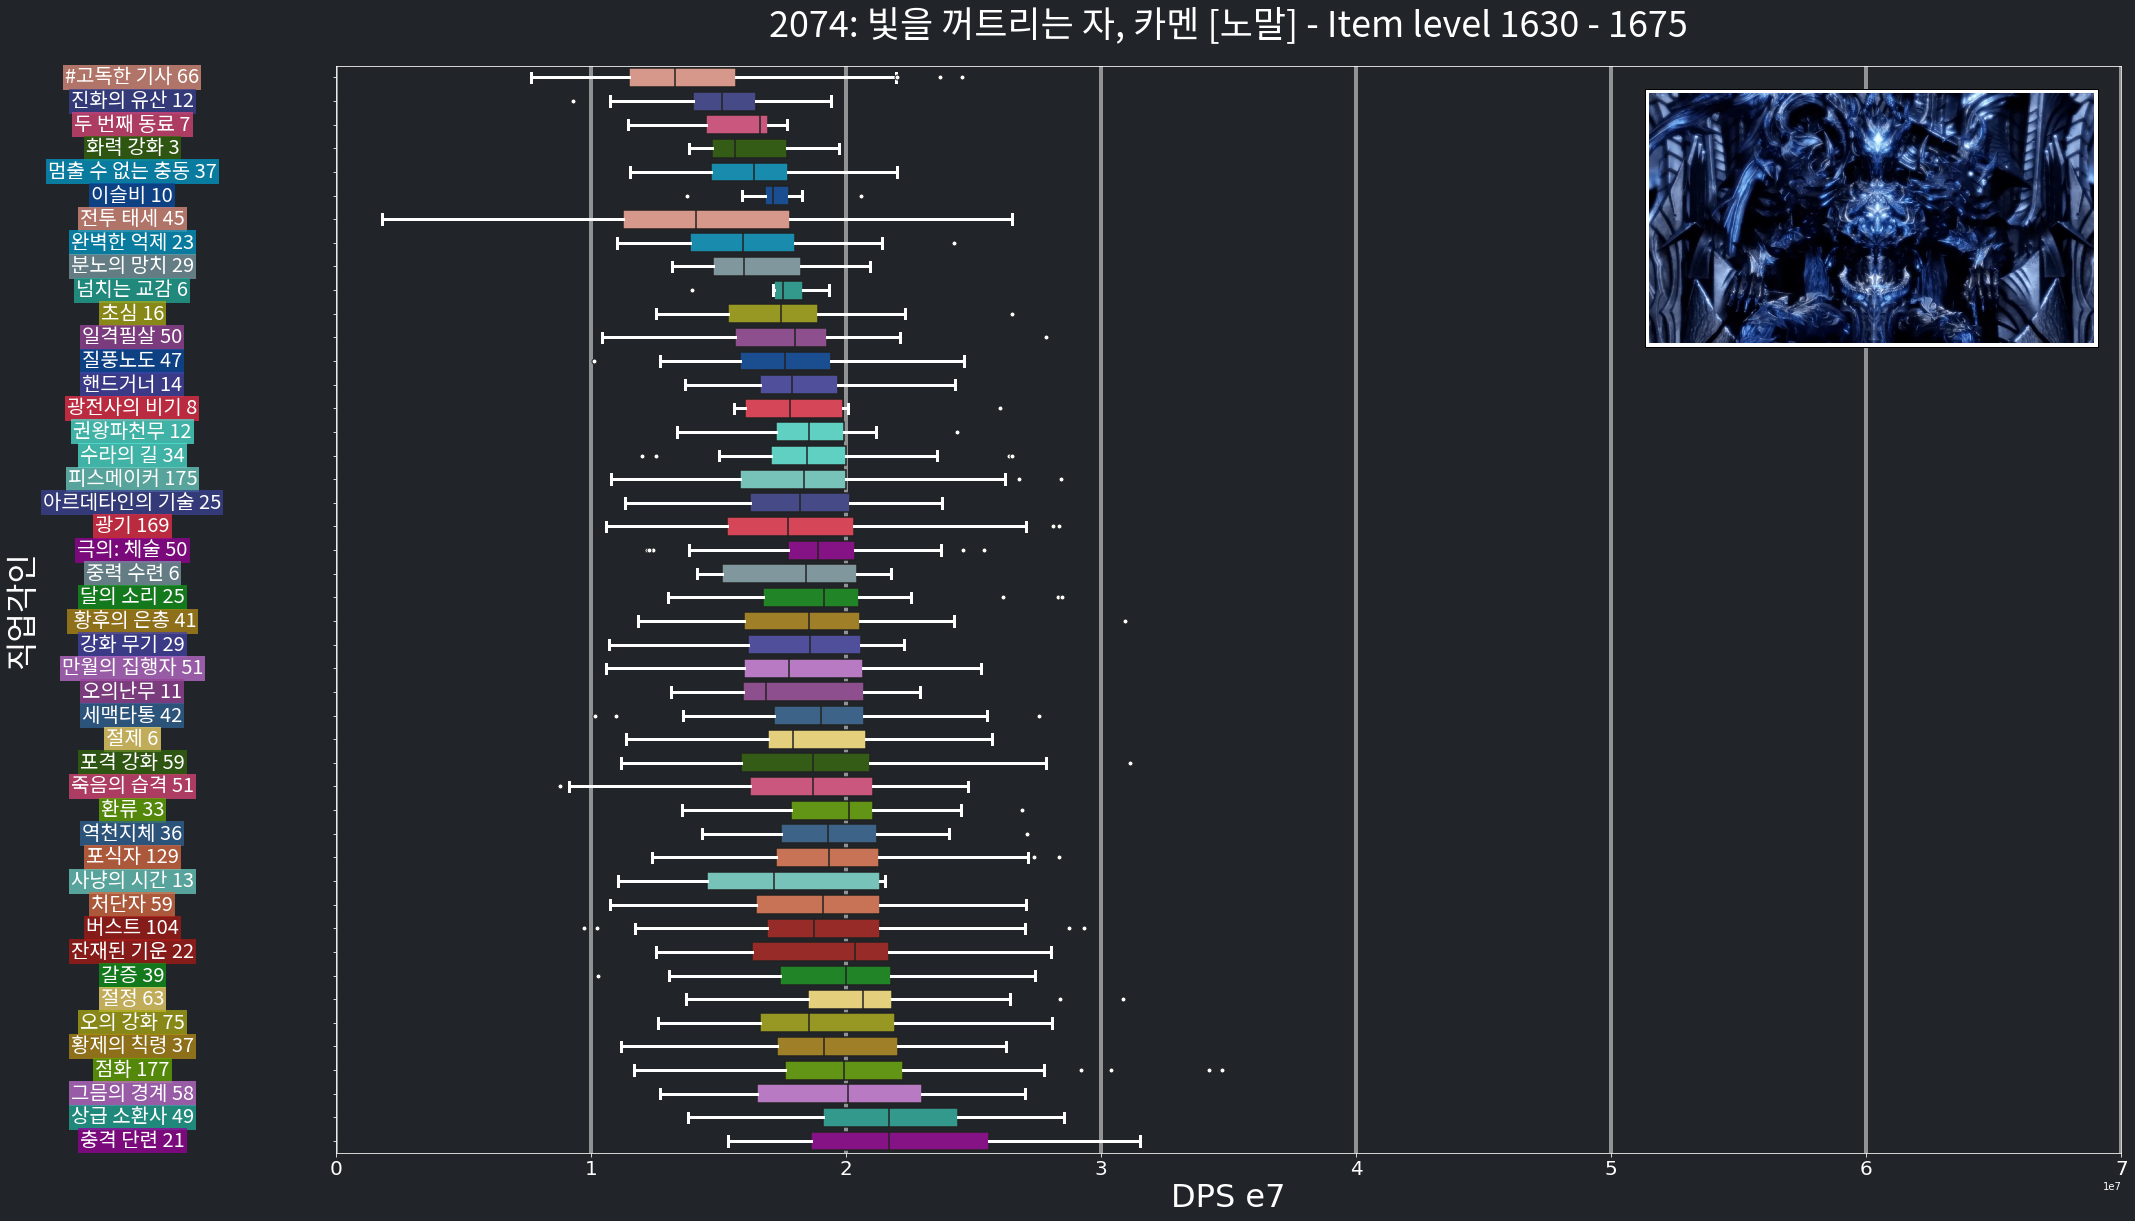 2074: 빛을 꺼트리는 자, 카멘 [노말] - Item level 1630 - 1675
직업각인
#고독한 기사 66
진화의 유산 12
두 번째 동료 7
화력 강화 3
멈출 수 없는 충동 37
이슬비 10
전투 태세 45
완벽한 억제 23
분노의 망치 29
넘치는 교감 6
초심 16
일격필살 50
질풍노도 47
핸드거너 14
광전사의 비기 8
권왕파천무 12
수라의 길 34
피스메이커 175
아르데타인의 기술 25
광기 169
극의: 체술 50
중력 수련 6
달의 소리 25
황후의 은총 41
강화 무기 29
만월의 집행자 51
오의난무 11
세맥타통 42
절제 6
포격 강화 59
죽음의 습격 51
환류 33
역천지체 36
포식자 129
사냥의 시간 13
처단자 59
버스트 104
잔재된 기운 22
갈증 39
절정 63
오의 강화 75
황제의 칙령 37
점화 177
그믐의 경계 58
상급 소환사 49
충격 단련 21
0 1 2 3 4 5 6 7
1e7
DPS e7